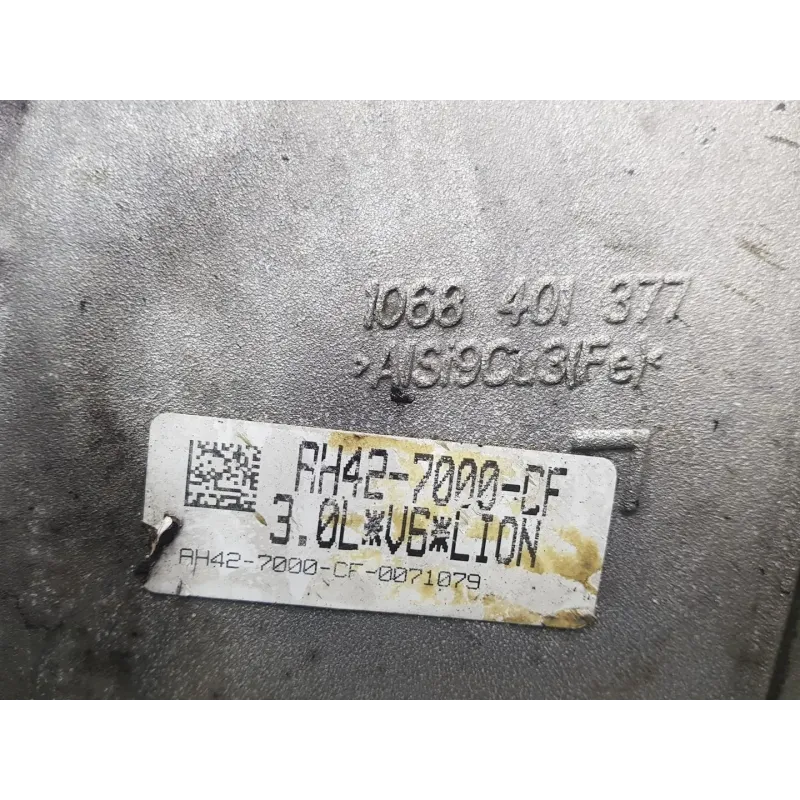 1068 401 377
>AlSi9Cu3(Fe)<
AH42-7000-CF
3.0L*V6*LION
AH42-7000-CF-0071079